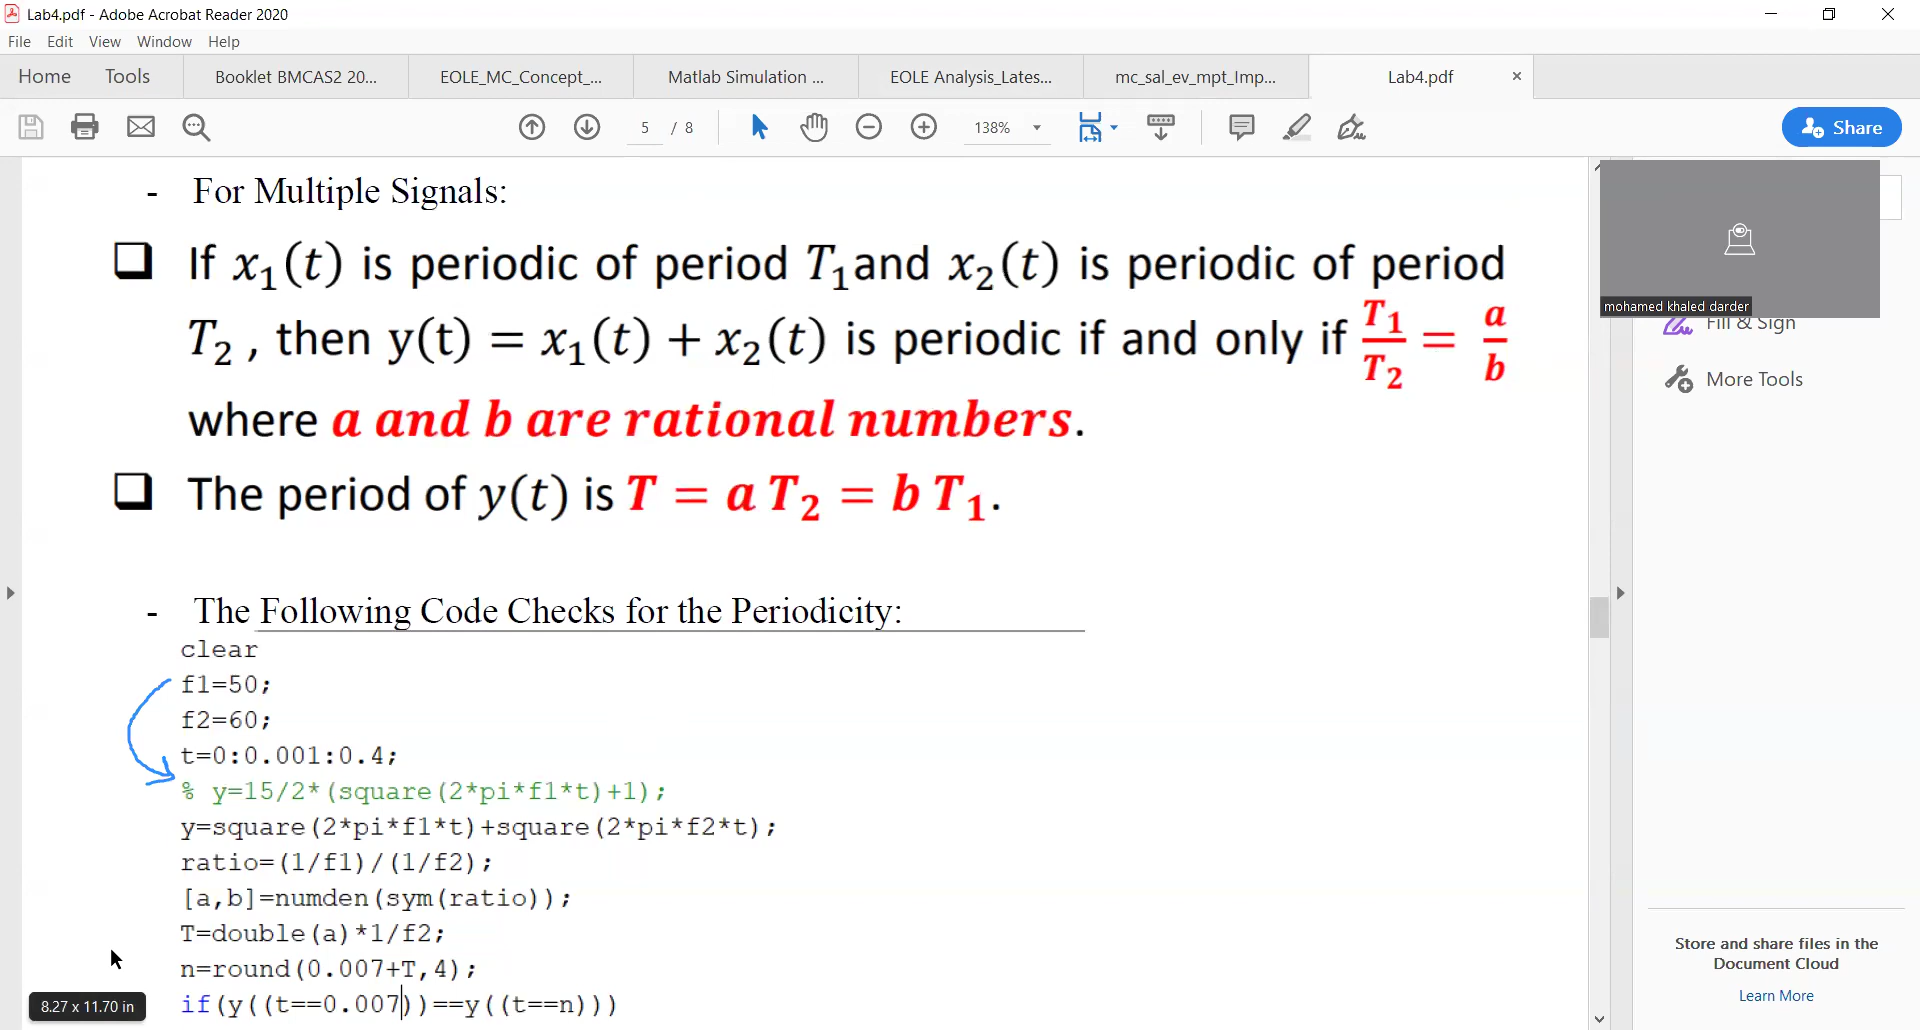 Lab4.pdf - Adobe Acrobat Reader 2020
File Edit View Window Help
Home Tools Booklet BMCAS2 20... EOLE_MC_Concept_... Matlab Simulation ... EOLE Analysis_Lates... mc_sal_ev_mpt_Imp... Lab4.pdf ×
5 / 8 138% Share
- For Multiple Signals:
❑ If x₁(t) is periodic of period T₁and x₂(t) is periodic of period
T₂ , then y(t) = x₁(t) + x₂(t) is periodic if and only if T₁/T₂ = a/b
where a and b are rational numbers.
❑ The period of y(t) is T = a T₂ = b T₁.
- The Following Code Checks for the Periodicity:
clear
f1=50;
f2=60;
t=0:0.001:0.4;
% y=15/2*(square(2*pi*f1*t)+1);
y=square(2*pi*f1*t)+square(2*pi*f2*t);
ratio=(1/f1)/(1/f2);
[a,b]=numden(sym(ratio));
T=double(a)*1/f2;
n=round(0.007+T,4);
if(y((t==0.007))==y((t==n)))
8.27 x 11.70 in
mohamed khaled darder
Fill & Sign
More Tools
Store and share files in the
Document Cloud
Learn More